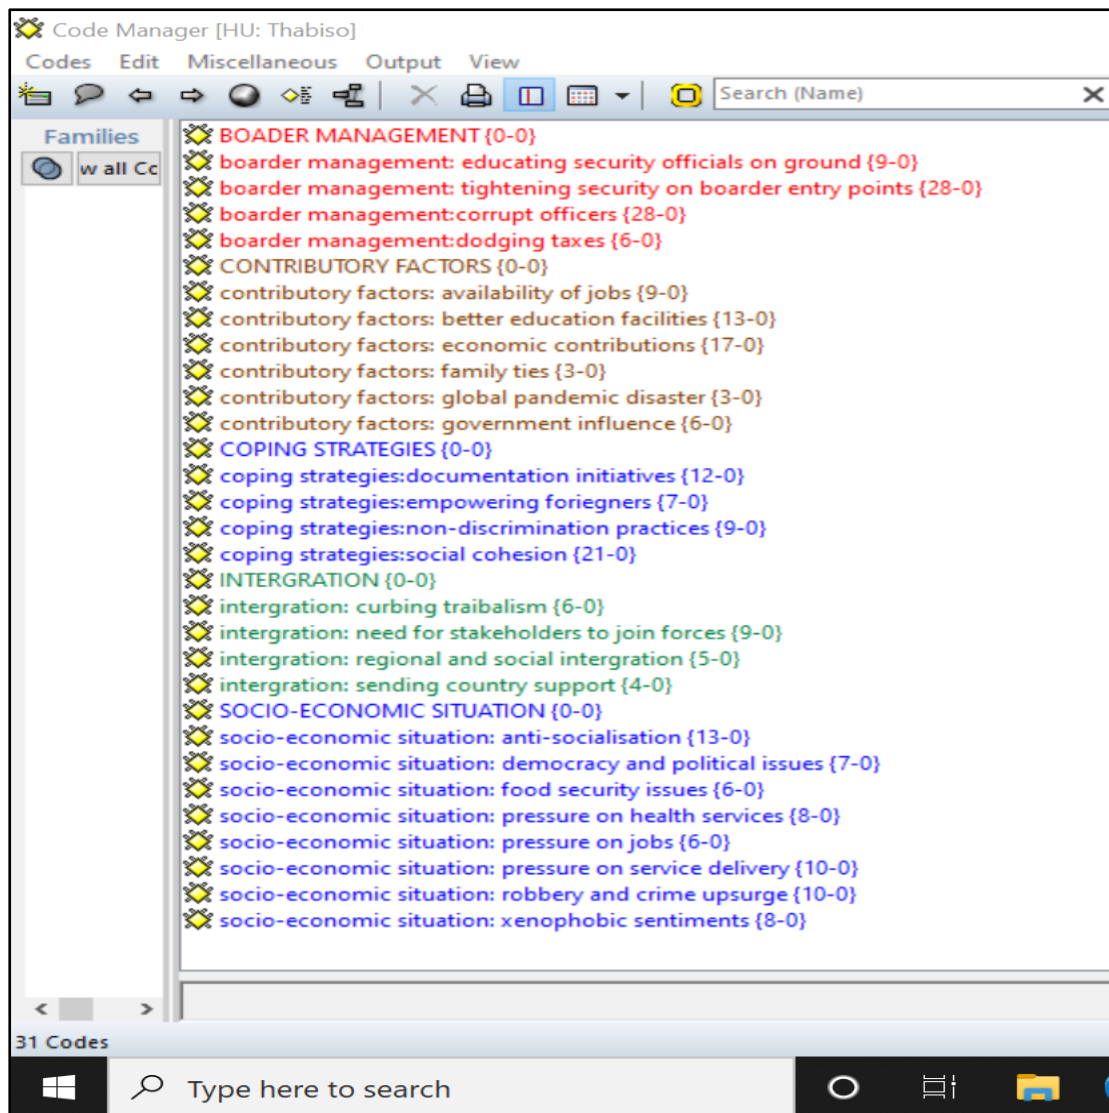 Code Manager [HU: Thabiso]
Codes Edit Miscellaneous Output View
Search (Name)
Families
w all Cc
BOADER MANAGEMENT {0-0}
boarder management: educating security officials on ground {9-0}
boarder management: tightening security on boarder entry points {28-0}
boarder management:corrupt officers {28-0}
boarder management:dodging taxes {6-0}
CONTRIBUTORY FACTORS {0-0}
contributory factors: availability of jobs {9-0}
contributory factors: better education facilities {13-0}
contributory factors: economic contributions {17-0}
contributory factors: family ties {3-0}
contributory factors: global pandemic disaster {3-0}
contributory factors: government influence {6-0}
COPING STRATEGIES {0-0}
coping strategies:documentation initiatives {12-0}
coping strategies:empowering foriegners {7-0}
coping strategies:non-discrimination practices {9-0}
coping strategies:social cohesion {21-0}
INTERGRATION {0-0}
intergration: curbing traibalism {6-0}
intergration: need for stakeholders to join forces {9-0}
intergration: regional and social intergration {5-0}
intergration: sending country support {4-0}
SOCIO-ECONOMIC SITUATION {0-0}
socio-economic situation: anti-socialisation {13-0}
socio-economic situation: democracy and political issues {7-0}
socio-economic situation: food security issues {6-0}
socio-economic situation: pressure on health services {8-0}
socio-economic situation: pressure on jobs {6-0}
socio-economic situation: pressure on service delivery {10-0}
socio-economic situation: robbery and crime upsurge {10-0}
socio-economic situation: xenophobic sentiments {8-0}
31 Codes
Type here to search